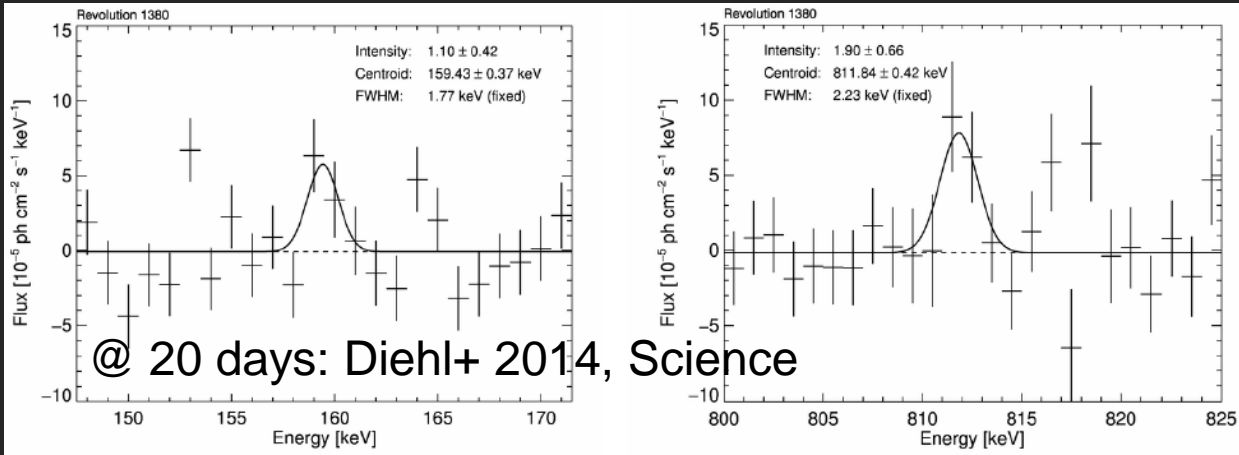 Revolution 1380
Intensity: 1.10 ± 0.42
Centroid: 159.43 ± 0.37 keV
FWHM: 1.77 keV (fixed)
15
10
5
0
−5
−10
Flux [10⁻⁵ ph cm⁻² s⁻¹ keV⁻¹]
150 155 160 165 170
Energy [keV]
Revolution 1380
Intensity: 1.90 ± 0.66
Centroid: 811.84 ± 0.42 keV
FWHM: 2.23 keV (fixed)
15
10
5
0
−5
−10
Flux [10⁻⁵ ph cm⁻² s⁻¹ keV⁻¹]
800 805 810 815 820 825
Energy [keV]
@ 20 days: Diehl+ 2014, Science